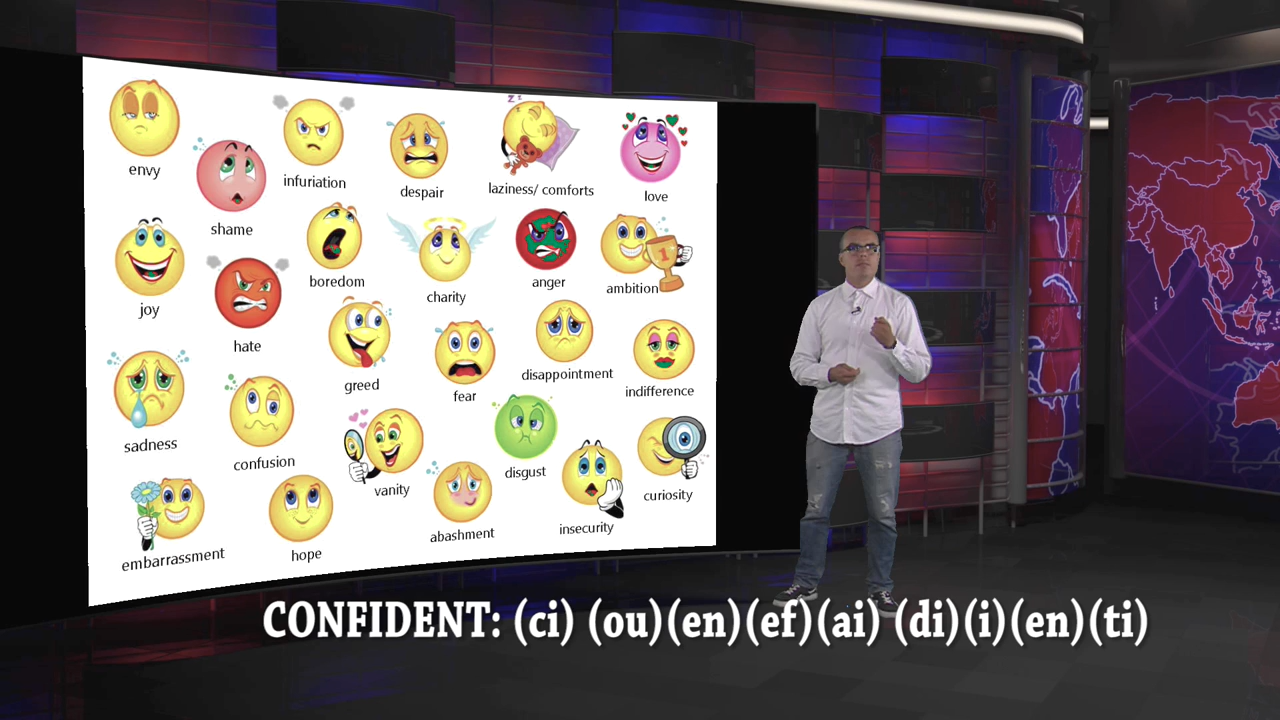 envy
infuriation
despair
laziness/ comforts
love
shame
joy
boredom
charity
anger
ambition
1
hate
greed
fear
disappointment
indifference
sadness
confusion
vanity
disgust
curiosity
embarrassment
hope
abashment
insecurity
z z
CONFIDENT: (ci) (ou)(en)(ef)(ai) (di)(i)(en)(ti)